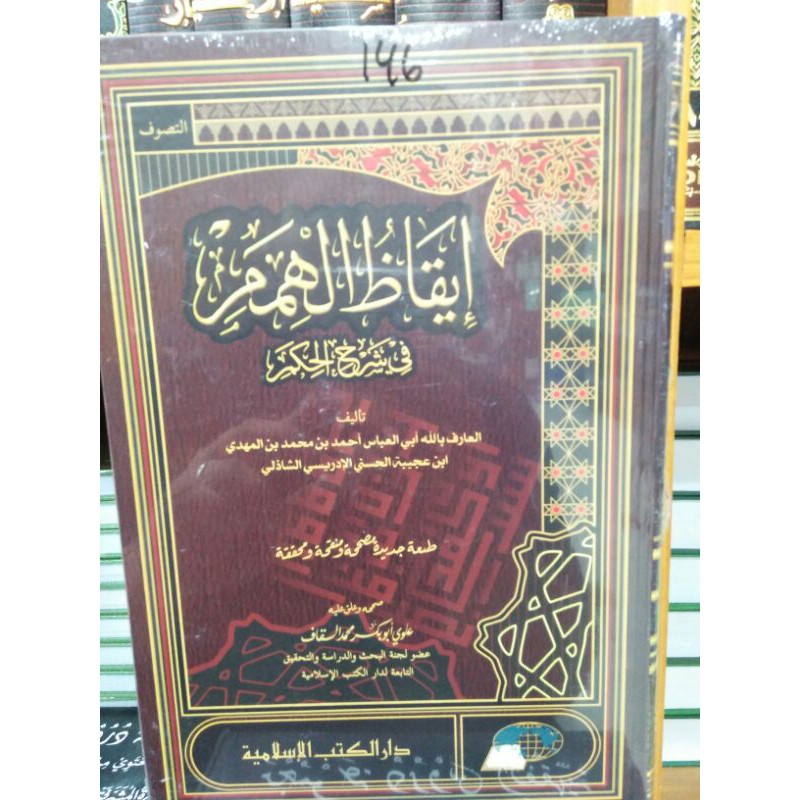 146
التصوف
إيقاظ الهمم
في شرح الحكم
تأليف
العارف بالله أبي العباس أحمد بن محمد بن المهدي
ابن عجيبة الحسني الإدريسي الشاذلي
طبعة جديدة مصححة ومنقحة ومحققة
صححه وعلق عليه
علوي أبو بكر محمد السقاف
عضو لجنة البحث والدراسة والتحقيق
التابعة لدار الكتب الإسلامية
دار الكتب الإسلامية